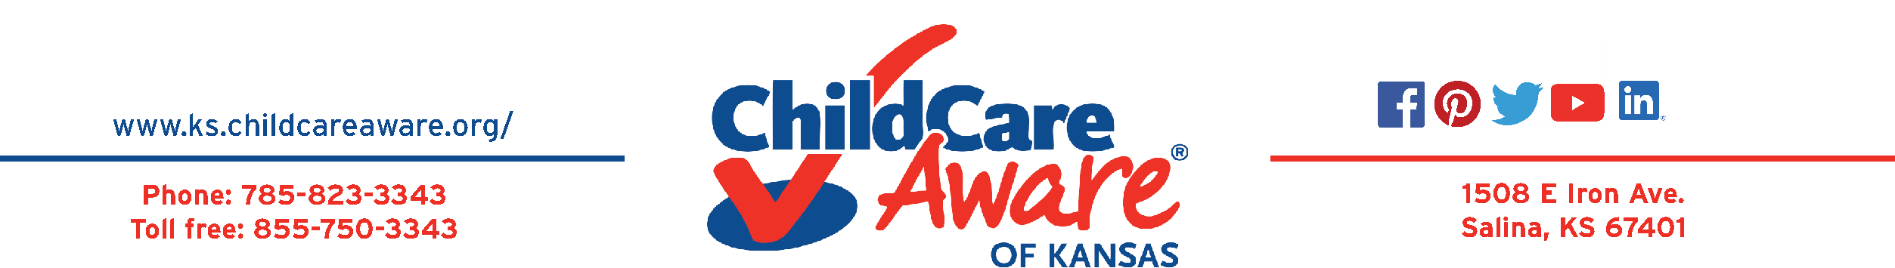 www.ks.childcareaware.org/
Phone: 785-823-3343
Toll free: 855-750-3343
ChildCare
Aware®
OF KANSAS
f in®
1508 E Iron Ave.
Salina, KS 67401